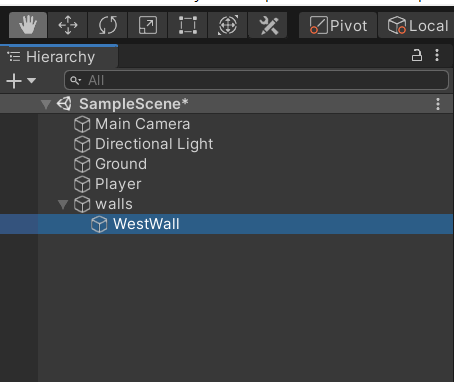 Pivot Local
Hierarchy
All
SampleScene*
Main Camera
Directional Light
Ground
Player
walls
WestWall